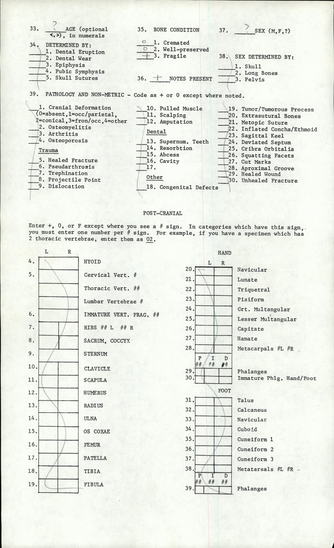 33. ? AGE (optional
<,>), in numerals
34. DETERMINED BY:
1. Dental Eruption
2. Dental Wear
3. Epiphysis
4. Pubic Symphysis
5. Skull Sutures
35. BONE CONDITION
0 1. Cremated
0 2. Well-preserved
+ 3. Fragile
36. + NOTES PRESENT
37. ? SEX (M,F,?)
38. SEX DETERMINED BY:
1. Skull
2. Long Bones
3. Pelvis
39. PATHOLOGY AND NON-METRIC - Code as + or 0 except where noted.
1. Cranial Deformation
(0=absent,1=occ/parietal,
2=conical,3=fron/occ,4=other
2. Osteomyelitis
3. Arthritis
4. Osteoporosis
Trauma
5. Healed Fracture
6. Pseudarthrosis
7. Trephination
8. Projectile Point
9. Dislocation
10. Pulled Muscle
11. Scalping
12. Amputation
Dental
13. Supernum. Teeth
14. Resorbtion
15. Abcess
16. Cavity
17.
Other
18. Congenital Defects
19. Tumor/Tumorous Process
20. Extrasutural Bones
21. Metopic Suture
22. Inflated Concha/Ethmoid
23. Sagittal Keel
24. Deviated Septum
25. Cribra Orbitalia
26. Squatting Facets
27. Cut Marks
28. Aproximal Grooves
29. Healed Wound
30. Unhealed Fracture
POST-CRANIAL
Enter +, 0, or F except where you see a # sign. In categories which have this sign,
you must enter one number per # sign. For example, if you have a specimen which has
2 thoracic vertebrae, enter them as 02.
L R
4. HYOID
5. Cervical Vert. #
Thoracic Vert. ##
Lumbar Vertebrae #
6. IMMATURE VERT. FRAG. ##
7. RIBS ## L ## R
8. SACRUM, COCCYX
9. STERNUM
10. CLAVICLE
11. SCAPULA
12. HUMERUS
13. RADIUS
14. ULNA
15. OS COXAE
16. FEMUR
17. PATELLA
18. TIBIA
19. FIBULA
HAND
L R
20. Navicular
21. Lunate
22. Triquetral
23. Pisiform
24. Grt. Multangular
25. Lesser Multangular
26. Capitate
27. Hamate
28. Metacarpals #L #R
P I D
## ## ##
29. Phalanges
30. Immature Phlg. Hand/Foot
FOOT
31. Talus
32. Calcaneus
33. Navicular
34. Cuboid
35. Cuneiform 1
36. Cuneiform 2
37. Cuneiform 3
38. Metatarsals #L #R
P I D
## ## ##
39. Phalanges